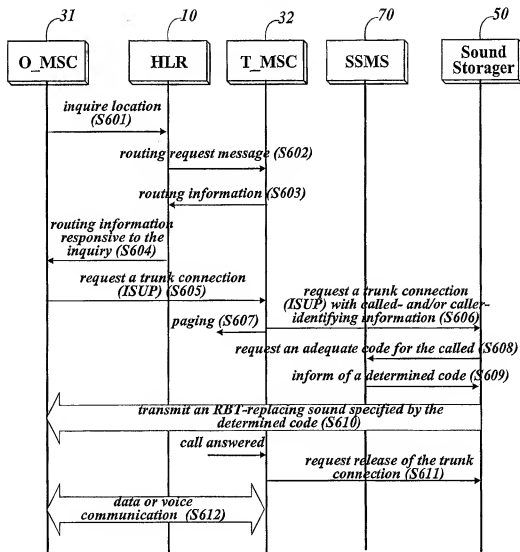 31
10
32
70
50
O_MSC
HLR
T_MSC
SSMS
Sound
Storager
inquire location
(S601)
routing request message (S602)
routing information (S603)
routing information
responsive to the
inquiry (S604)
request a trunk connection
(ISUP) (S605)
request a trunk connection
(ISUP) with called- and/or caller-
identifying information (S606)
paging (S607)
request an adequate code for the called (S608)
inform of a determined code (S609)
transmit an RBT-replacing sound specified by the
determined code (S610)
call answered
request release of the trunk
connection (S611)
data or voice
communication (S612)